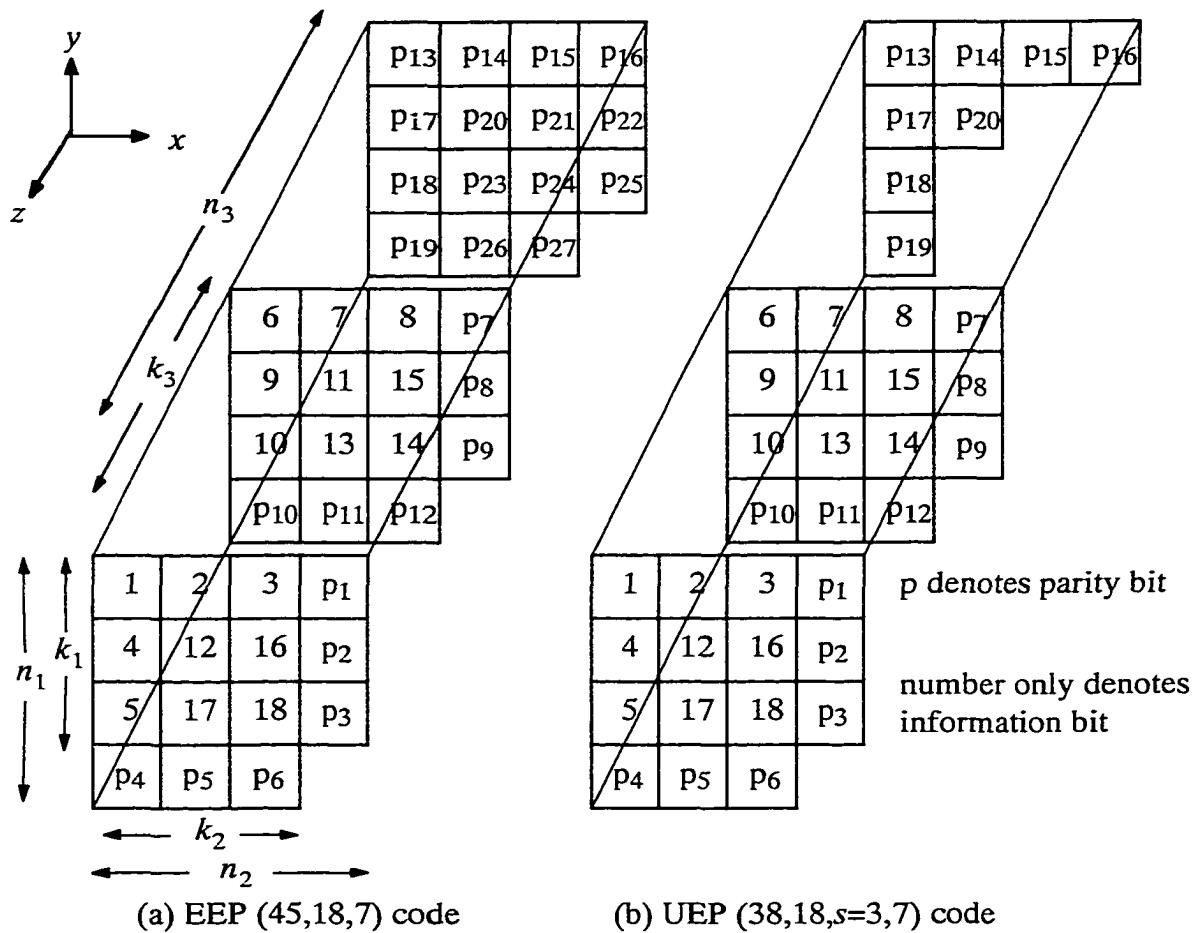 y
x
z
n3
k3
p13 p14 p15 p16
p17 p20 p21 p22
p18 p23 p24 p25
p19 p26 p27
6 7 8 p7
9 11 15 p8
10 13 14 p9
p10 p11 p12
1 2 3 p1
4 12 16 p2
5 17 18 p3
p4 p5 p6
n1
k1
k2
n2
(a) EEP (45,18,7) code
p13 p14 p15 p16
p17 p20
p18
p19
6 7 8 p7
9 11 15 p8
10 13 14 p9
p10 p11 p12
1 2 3 p1
4 12 16 p2
5 17 18 p3
p4 p5 p6
p denotes parity bit
number only denotes
information bit
(b) UEP (38,18,s=3,7) code